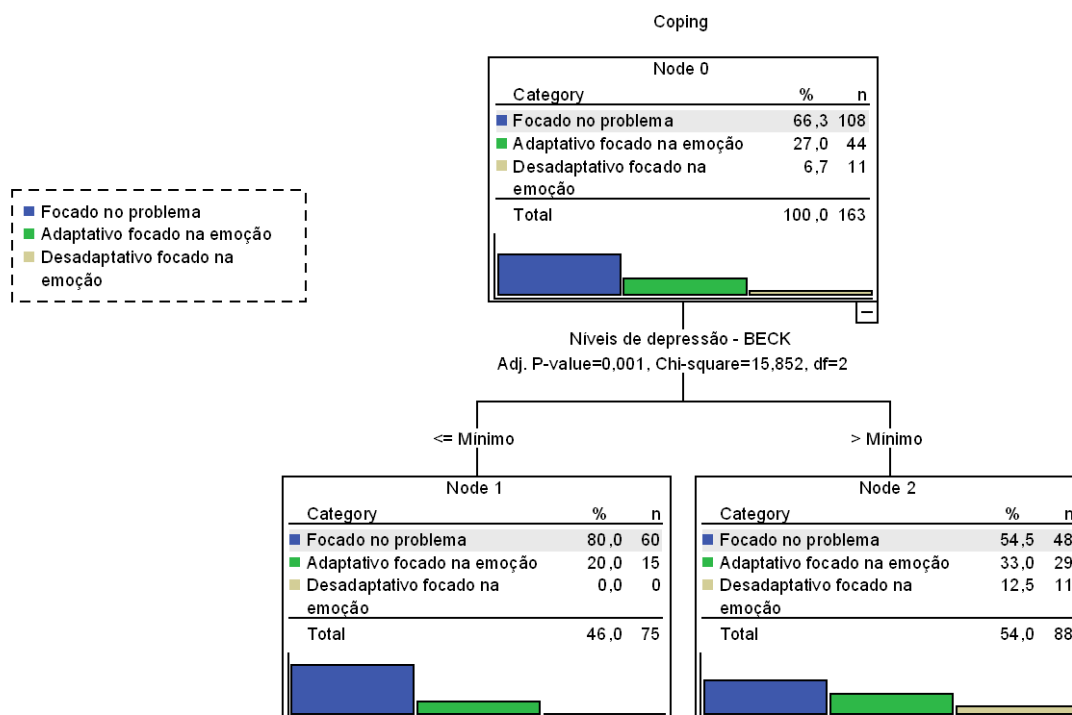 Coping
Node 0
Category % n
Focado no problema 66,3 108
Adaptativo focado na emoção 27,0 44
Desadaptativo focado na 6,7 11
emoção
Total 100,0 163
Focado no problema
Adaptativo focado na emoção
Desadaptativo focado na
emoção
Níveis de depressão - BECK
Adj. P-value=0,001, Chi-square=15,852, df=2
<= Mínimo
> Mínimo
Node 1
Category % n
Focado no problema 80,0 60
Adaptativo focado na emoção 20,0 15
Desadaptativo focado na 0,0 0
emoção
Total 46,0 75
Node 2
Category % n
Focado no problema 54,5 48
Adaptativo focado na emoção 33,0 29
Desadaptativo focado na 12,5 11
emoção
Total 54,0 88